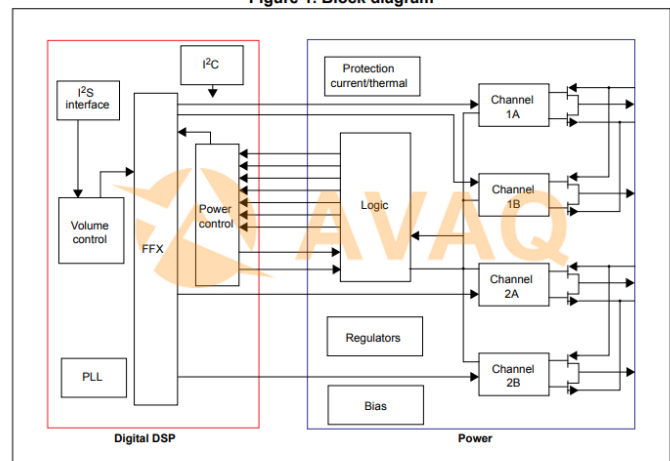 Figure 1. Block diagram
I²C
I²S
interface
Volume
control
FFX
Power
control
PLL
Digital DSP
Protection
current/thermal
Logic
Regulators
Bias
Channel
1A
Channel
1B
Channel
2A
Channel
2B
Power
AVAQ